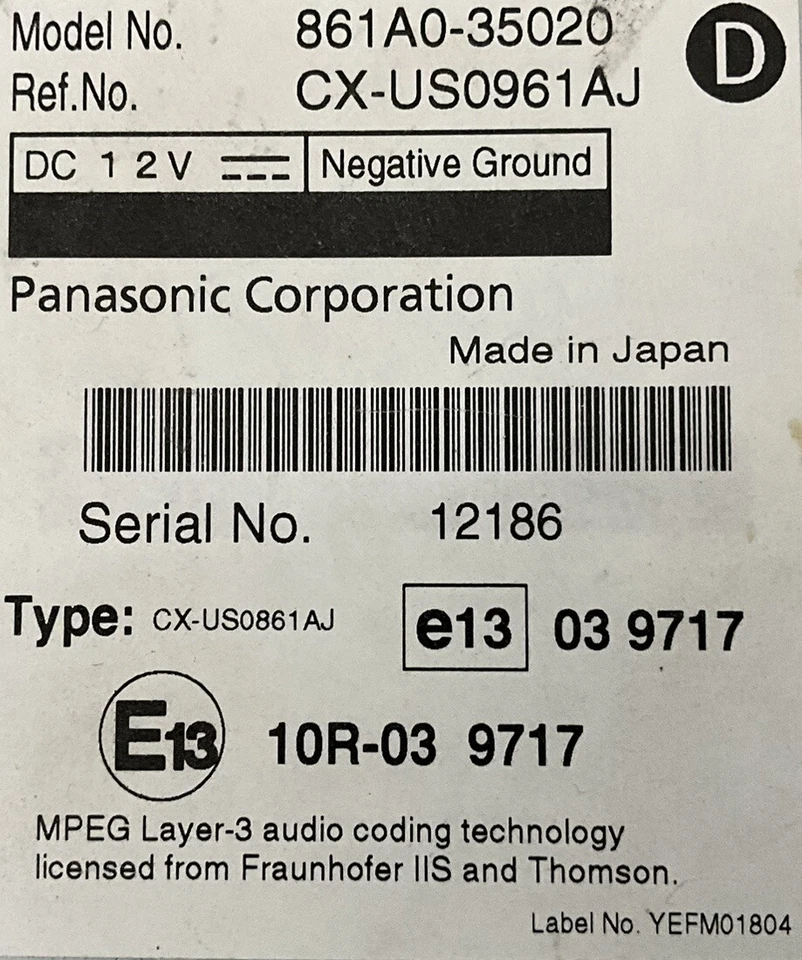 Model No. 861A0-35020 D
Ref.No. CX-US0961AJ
DC 12V Negative Ground
Panasonic Corporation
Made in Japan
Serial No. 12186
Type: CX-US0861AJ e13 03 9717
E13 10R-03 9717
MPEG Layer-3 audio coding technology
licensed from Fraunhofer IIS and Thomson.
Label No. YEFM01804